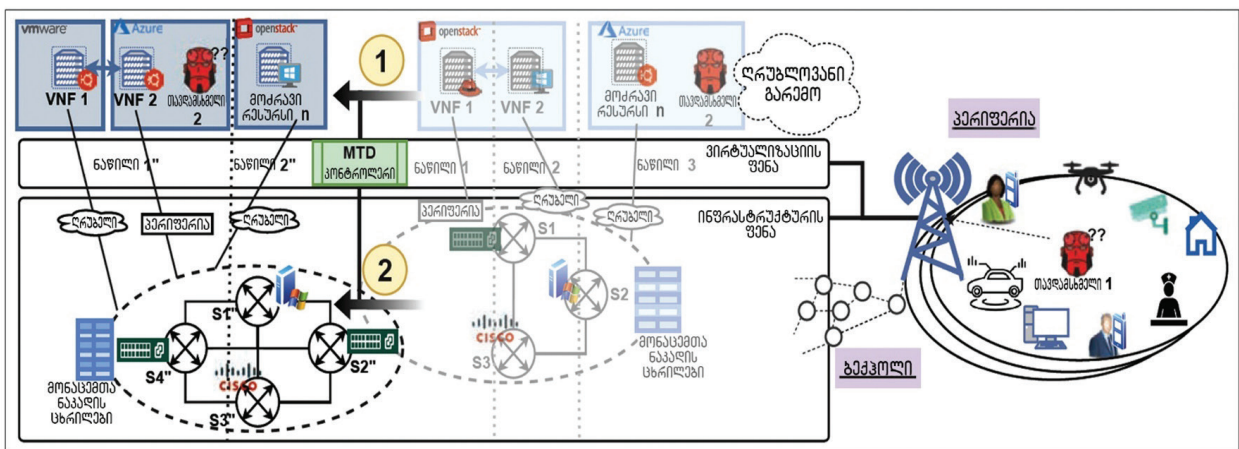 vmware
Azure
openstack
openstack
Azure
VNF 1
VNF 2
??
თავდამსხმელი
2
მოძრავი
რესურსი n
1
VNF 1
VNF 2
მოძრავი
რესურსი n
თავდამსხმელი
2
ღრუბლოვანი
გარემო
ნაწილი 1"
ნაწილი 2"
MTD
კონტროლერი
ნაწილი 1
ნაწილი 2
ნაწილი 3
ვირტუალიზაციის
ფენა
ღრუბელი
პერიფერია
ღრუბელი
პერიფერია
ღრუბელი
ღრუბელი
ინფრასტრუქტურის
ფენა
2
S1"
S2"
S3"
S4"
CISCO
მონაცემთა
ნაკადის
ცხრილები
S1
S2
S3
CISCO
მონაცემთა
ნაკადის
ცხრილები
პერიფერია
??
თავდამსხმელი 1
ბექჰოლი